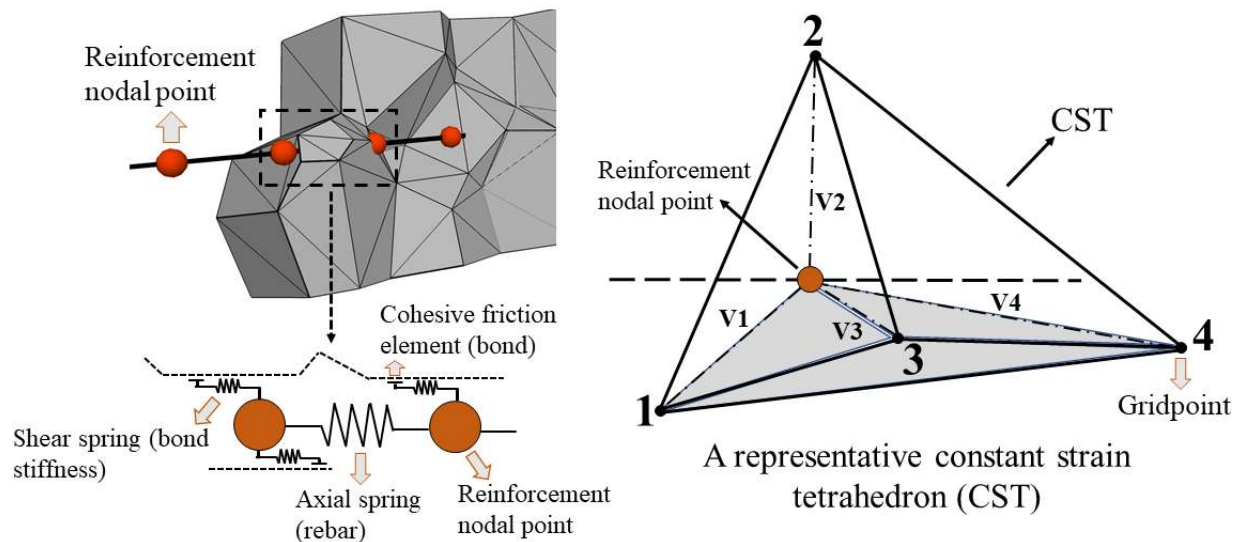 Reinforcement
nodal point
Cohesive friction
element (bond)
Shear spring (bond
stiffness)
Axial spring
(rebar)
Reinforcement
nodal point
2
CST
Reinforcement
nodal point
V2
V1
V3
V4
3
4
1
Gridpoint
A representative constant strain
tetrahedron (CST)